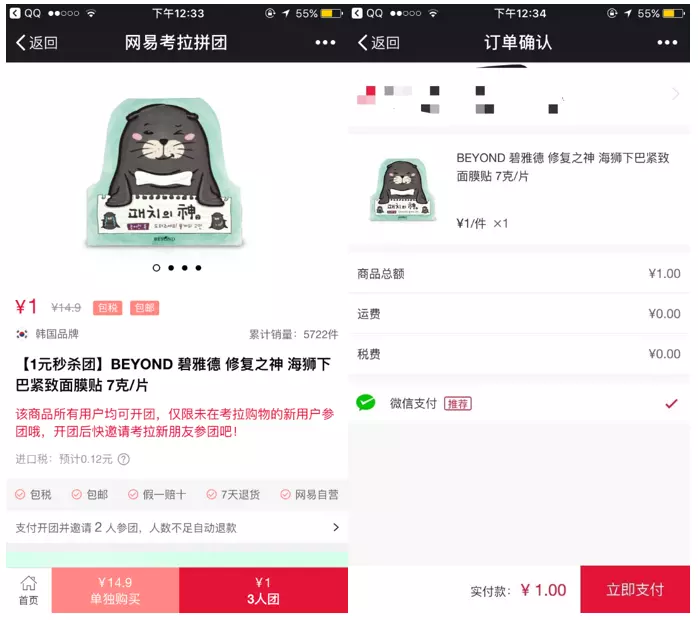 QQ
下午12:33
55%
返回
网易考拉拼团
패치의 神
BEYOND
¥1
¥14.9
包税
包邮
韩国品牌
累计销量：5722件
【1元秒杀团】BEYOND 碧雅德 修复之神 海狮下
巴紧致面膜贴 7克/片
该商品所有用户均可开团，仅限未在考拉购物的新用户参
团哦，开团后快邀请考拉新朋友参团吧！
进口税：预计0.12元 ?
包税
包邮
假一赔十
7天退货
网易自营
支付开团并邀请 2 人参团，人数不足自动退款
首页
¥14.9
单独购买
¥1
3人团
QQ
下午12:34
55%
返回
订单确认
BEYOND 碧雅德 修复之神 海狮下巴紧致
面膜贴 7克/片
¥1/件 ×1
商品总额
¥1.00
运费
¥0.00
税费
¥0.00
微信支付
推荐
实付款：¥ 1.00
立即支付